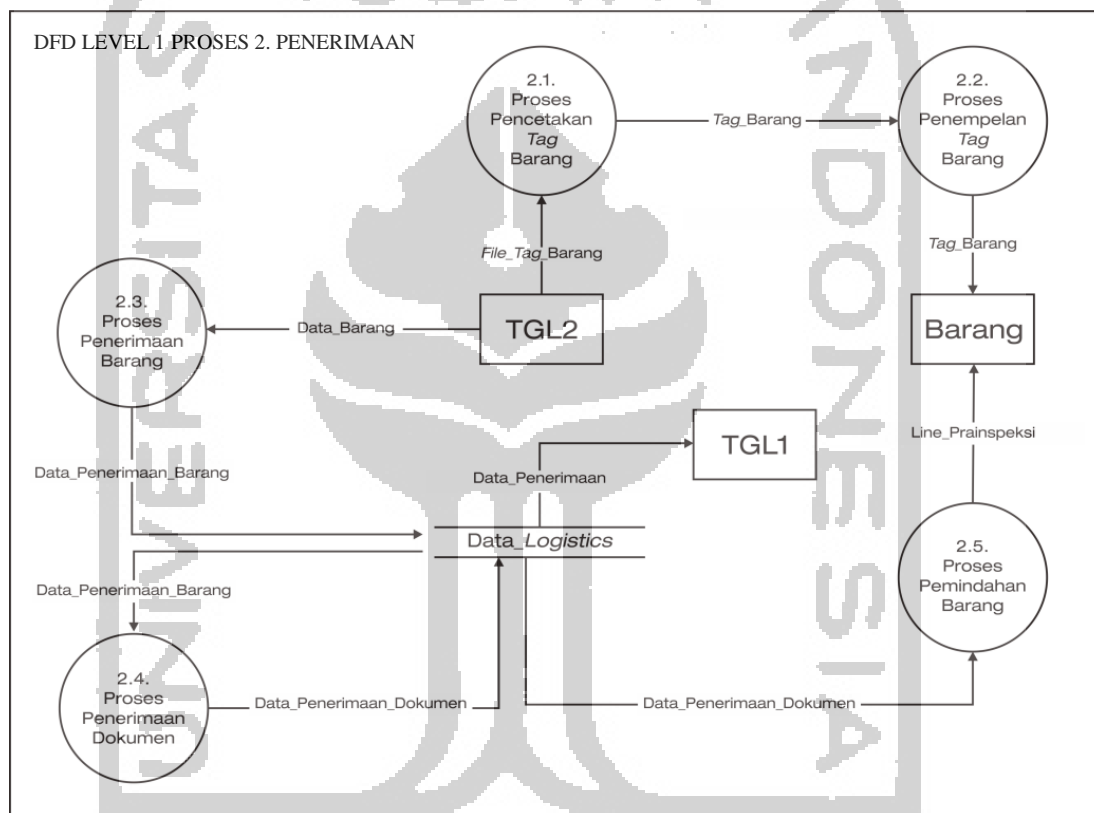 DFD LEVEL 1 PROSES 2. PENERIMAAN
2.1.
Proses
Pencetakan
Tag
Barang
Tag_Barang
2.2.
Proses
Penempelan
Tag
Barang
File_Tag_Barang
Tag_Barang
2.3.
Proses
Penerimaan
Barang
Data_Barang
TGL2
Barang
Data_Penerimaan_Barang
Data_Penerimaan
TGL1
Line_Prainspeksi
Data_Logistics
2.5.
Proses
Pemindahan
Barang
Data_Penerimaan_Barang
2.4.
Proses
Penerimaan
Dokumen
Data_Penerimaan_Dokumen
Data_Penerimaan_Dokumen
UNIVERSITAS
INDONESIA